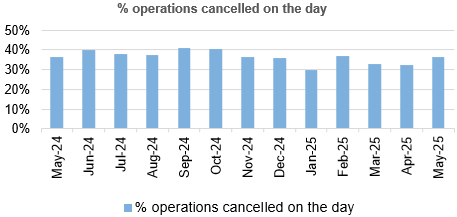 % operations cancelled on the day
50%
40%
30%
20%
10%
0%
May-24
Jun-24
Jul-24
Aug-24
Sep-24
Oct-24
Nov-24
Dec-24
Jan-25
Feb-25
Mar-25
Apr-25
May-25
% operations cancelled on the day